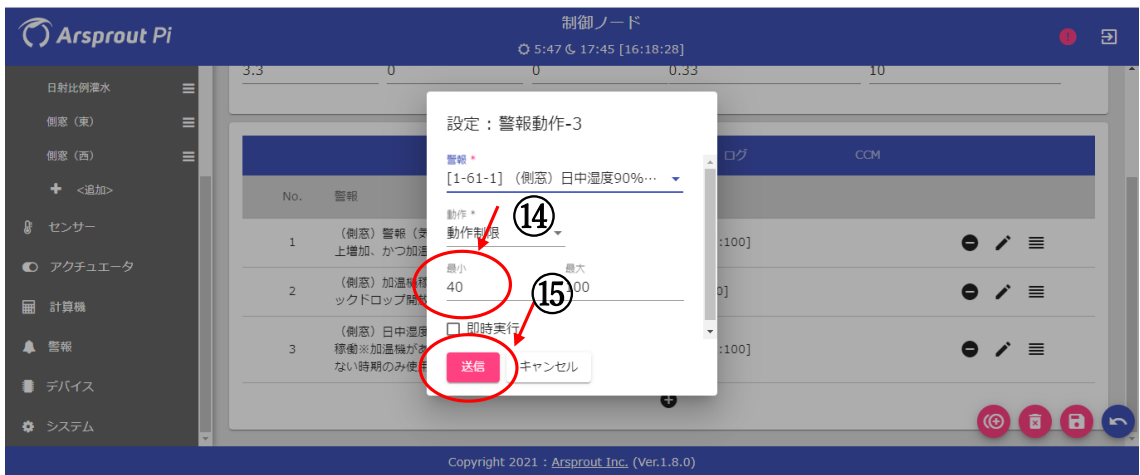 Arsprout Pi
制御ノード
5:47 17:45 [16:18:28]
日射比例灌水
側窓（東）
側窓（西）
<追加>
センサー
アクチュエータ
計算機
警報
デバイス
システム
3.3 0 0 0.33 10
ログ CCM
No. 警報
1 （側窓）警報（
上増加、かつ加温
:100]
2 （側窓）加温機稼
ックドロップ開放
0]
3 （側窓）日中湿度
稼働※加温機があ
ない時期のみ使用
:100]
設定：警報動作-3
警報 *
[1-61-1] （側窓）日中湿度90%…
動作 *
動作制限
⑭
最小 最大
40 100
⑮
即時実行
送信 キャンセル
Copyright 2021 : Arsprout Inc. (Ver.1.8.0)